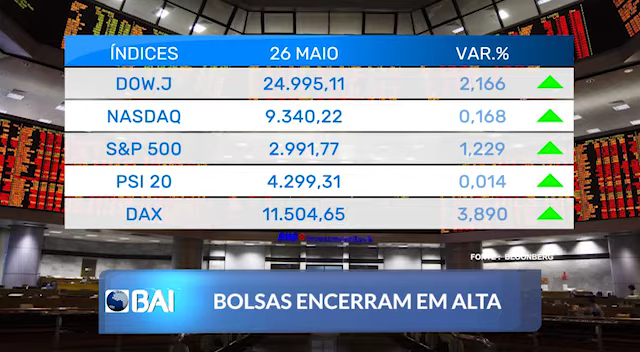 ÍNDICES 26 MAIO VAR.%
DOW.J 24.995,11 2,166
NASDAQ 9.340,22 0,168
S&P 500 2.991,77 1,229
PSI 20 4.299,31 0,014
DAX 11.504,65 3,890
FONTE: BLOOMBERG
BAI BOLSAS ENCERRAM EM ALTA